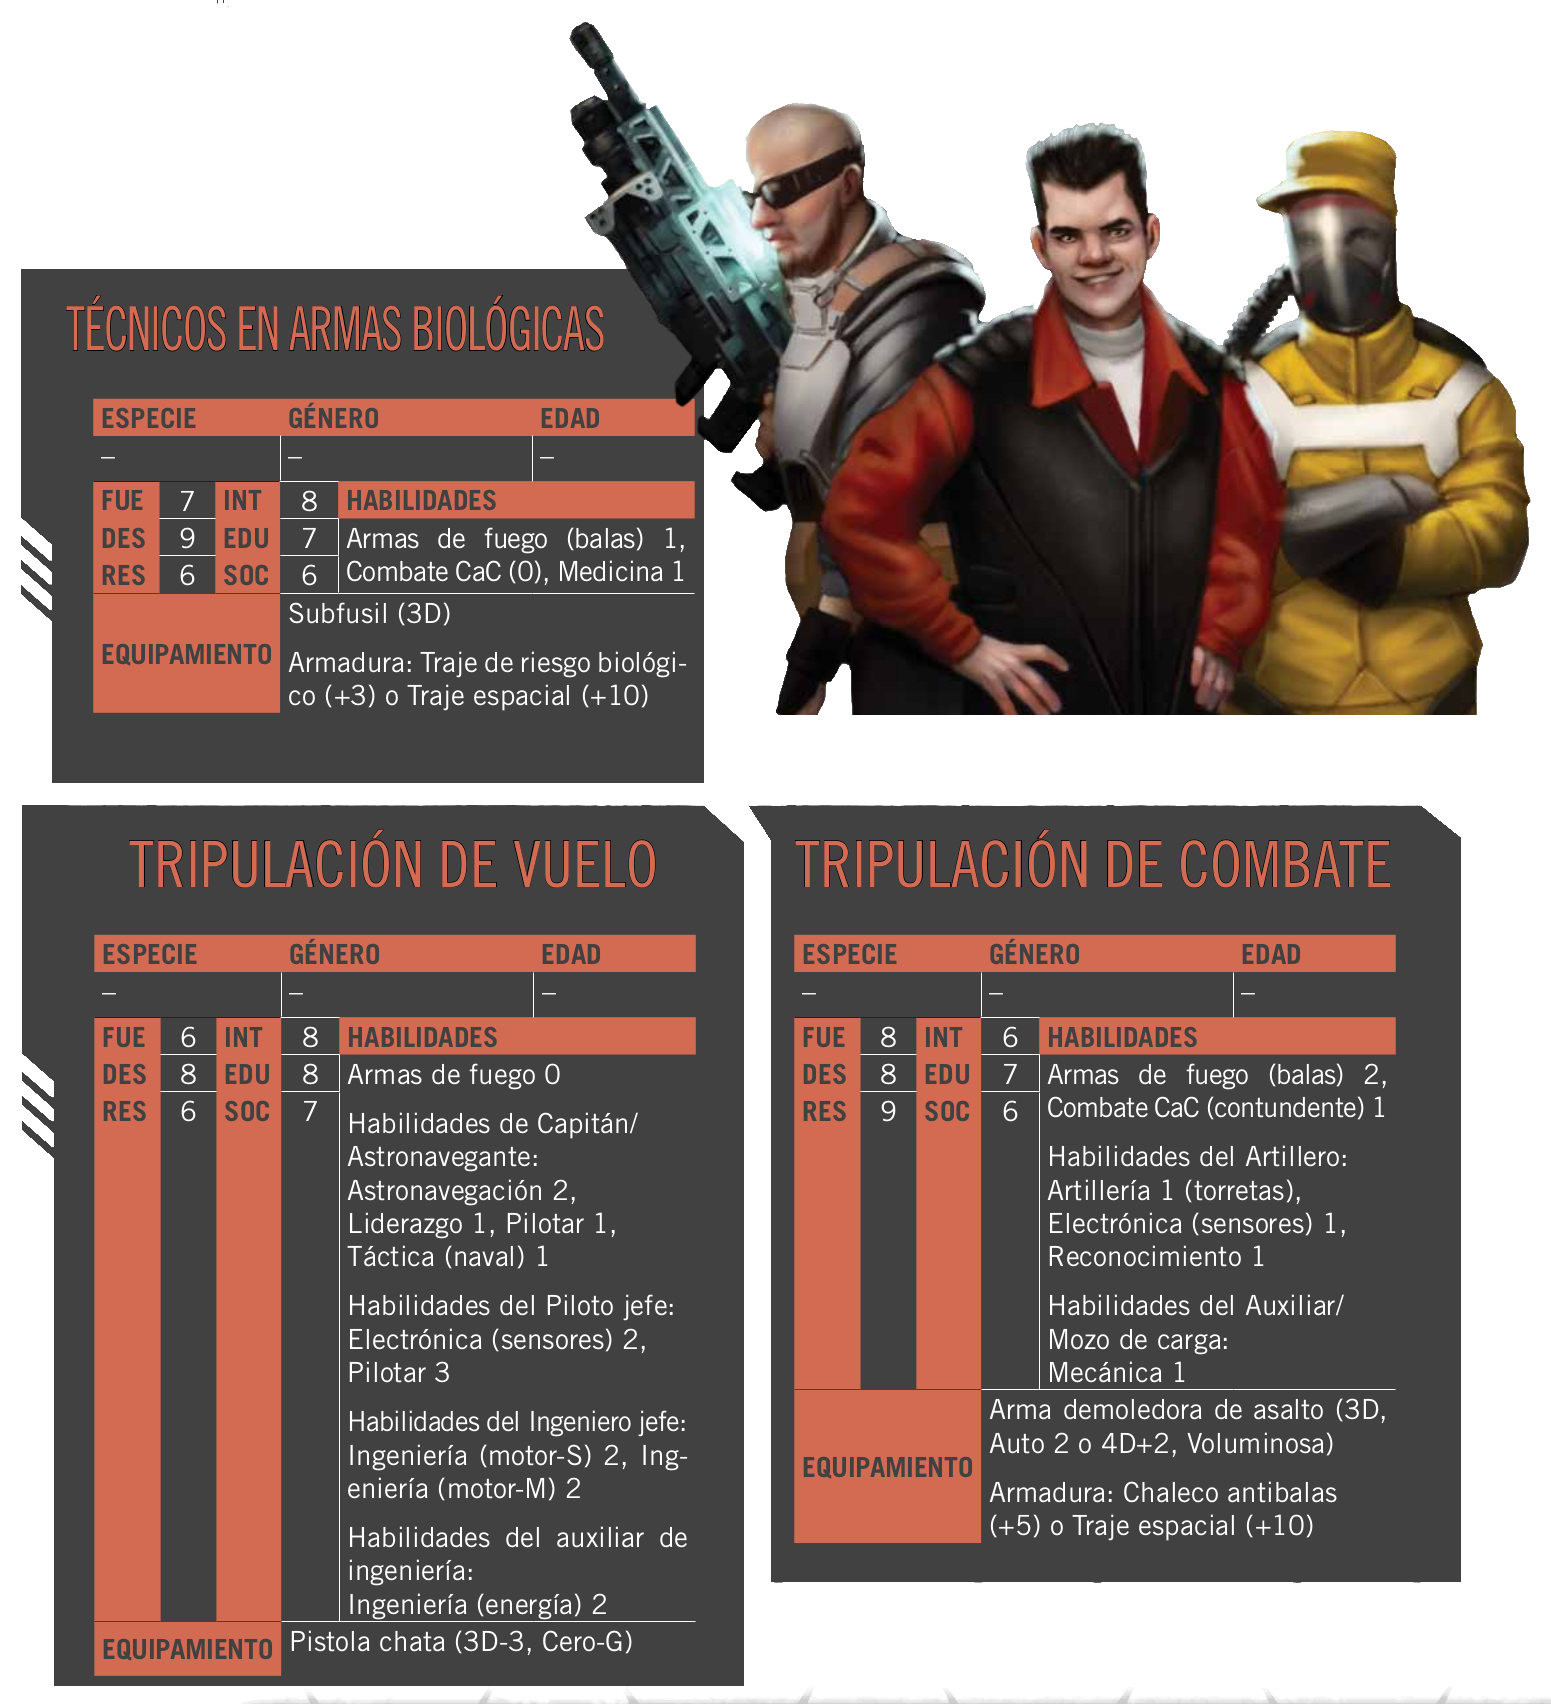 TÉCNICOS EN ARMAS BIOLÓGICAS
ESPECIE GÉNERO EDAD
– – –
FUE 7 INT 8 HABILIDADES
DES 9 EDU 7 Armas de fuego (balas) 1,
RES 6 SOC 6 Combate CaC (0), Medicina 1
EQUIPAMIENTO
Subfusil (3D)
Armadura: Traje de riesgo biológi-
co (+3) o Traje espacial (+10)
TRIPULACIÓN DE VUELO
ESPECIE GÉNERO EDAD
– – –
FUE 6 INT 8 HABILIDADES
DES 8 EDU 8 Armas de fuego 0
RES 6 SOC 7
Habilidades de Capitán/
Astronavegante:
Astronavegación 2,
Liderazgo 1, Pilotar 1,
Táctica (naval) 1
Habilidades del Piloto jefe:
Electrónica (sensores) 2,
Pilotar 3
Habilidades del Ingeniero jefe:
Ingeniería (motor-S) 2, Ing-
eniería (motor-M) 2
Habilidades del auxiliar de
ingeniería:
Ingeniería (energía) 2
EQUIPAMIENTO Pistola chata (3D-3, Cero-G)
TRIPULACIÓN DE COMBATE
ESPECIE GÉNERO EDAD
– – –
FUE 8 INT 6 HABILIDADES
DES 8 EDU 7 Armas de fuego (balas) 2,
RES 9 SOC 6 Combate CaC (contundente) 1
Habilidades del Artillero:
Artillería 1 (torretas),
Electrónica (sensores) 1,
Reconocimiento 1
Habilidades del Auxiliar/
Mozo de carga:
Mecánica 1
EQUIPAMIENTO
Arma demoledora de asalto (3D,
Auto 2 o 4D+2, Voluminosa)
Armadura: Chaleco antibalas
(+5) o Traje espacial (+10)